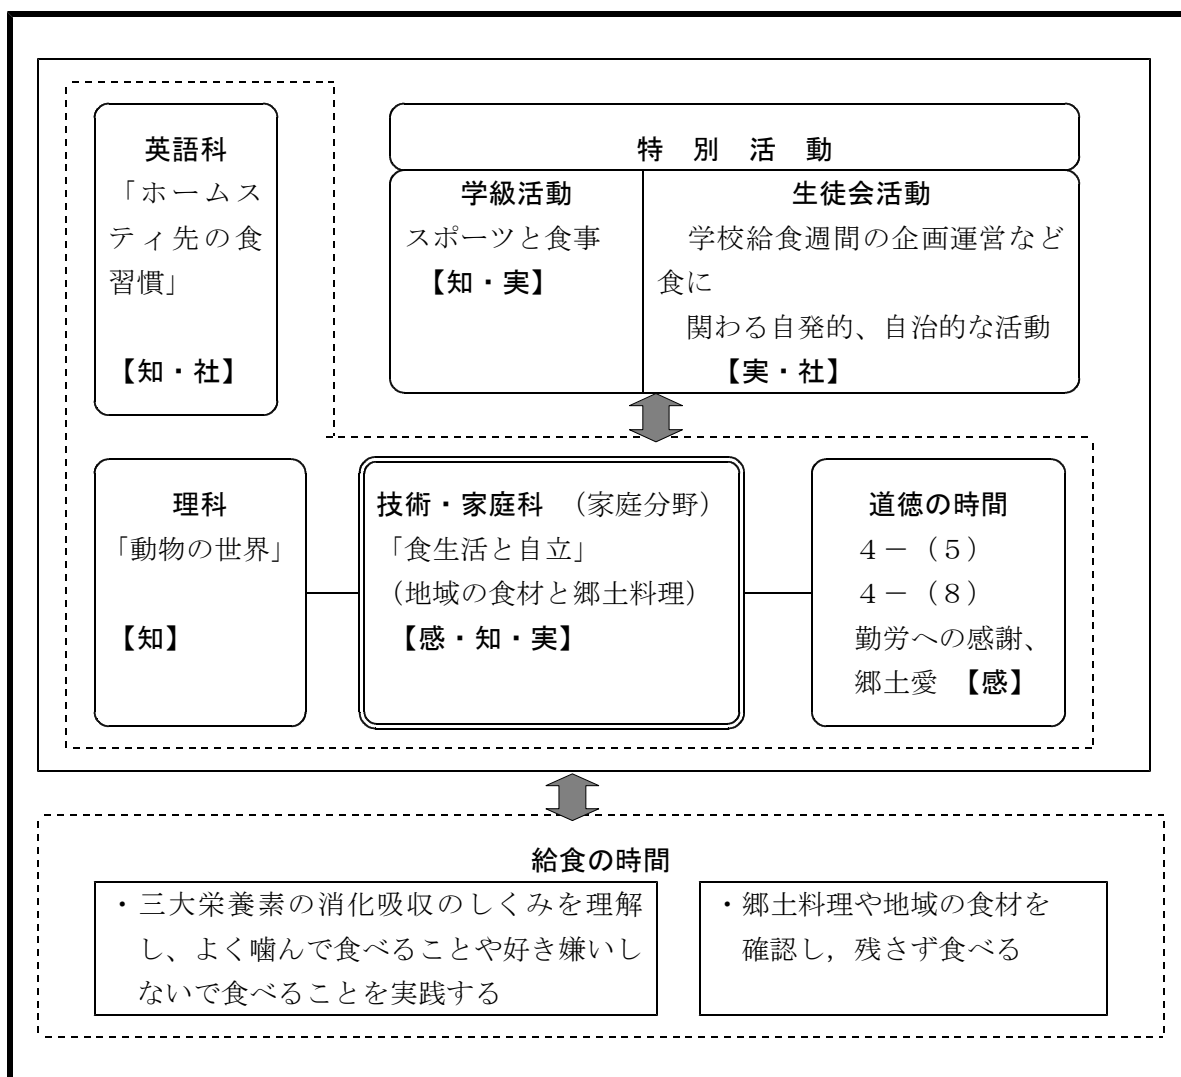 英語科
「ホームス
ティ先の食
習慣」
【知・社】
特 別 活 動
学級活動
スポーツと食事
【知・実】
生徒会活動
学校給食週間の企画運営など
食に
関わる自発的、自治的な活動
【実・社】
理科
「動物の世界」
【知】
技術・家庭科 （家庭分野）
「食生活と自立」
（地域の食材と郷土料理）
【感・知・実】
道徳の時間
４－（５）
４－（８）
勤労への感謝、
郷土愛 【感】
給食の時間
・三大栄養素の消化吸収のしくみを理解
し、よく噛んで食べることや好き嫌いし
ないで食べることを実践する
・郷土料理や地域の食材を
確認し，残さず食べる